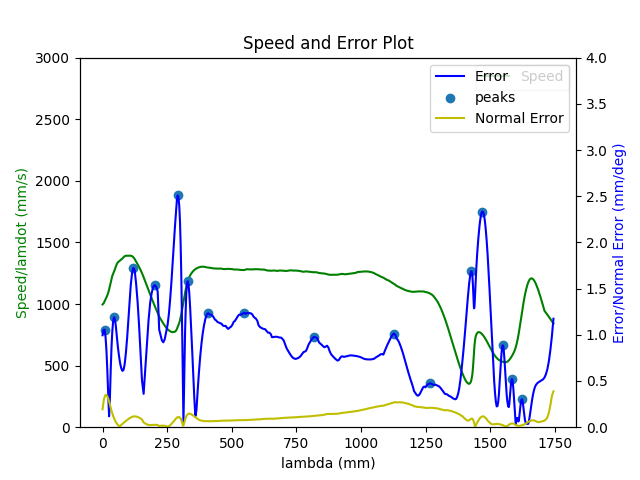 Speed and Error Plot
3000
2500
2000
1500
1000
500
0
Speed/lamdot (mm/s)
4.0
3.5
3.0
2.5
2.0
1.5
1.0
0.5
0.0
Error/Normal Error (mm/deg)
Error
Speed
peaks
Normal Error
0 250 500 750 1000 1250 1500 1750
lambda (mm)